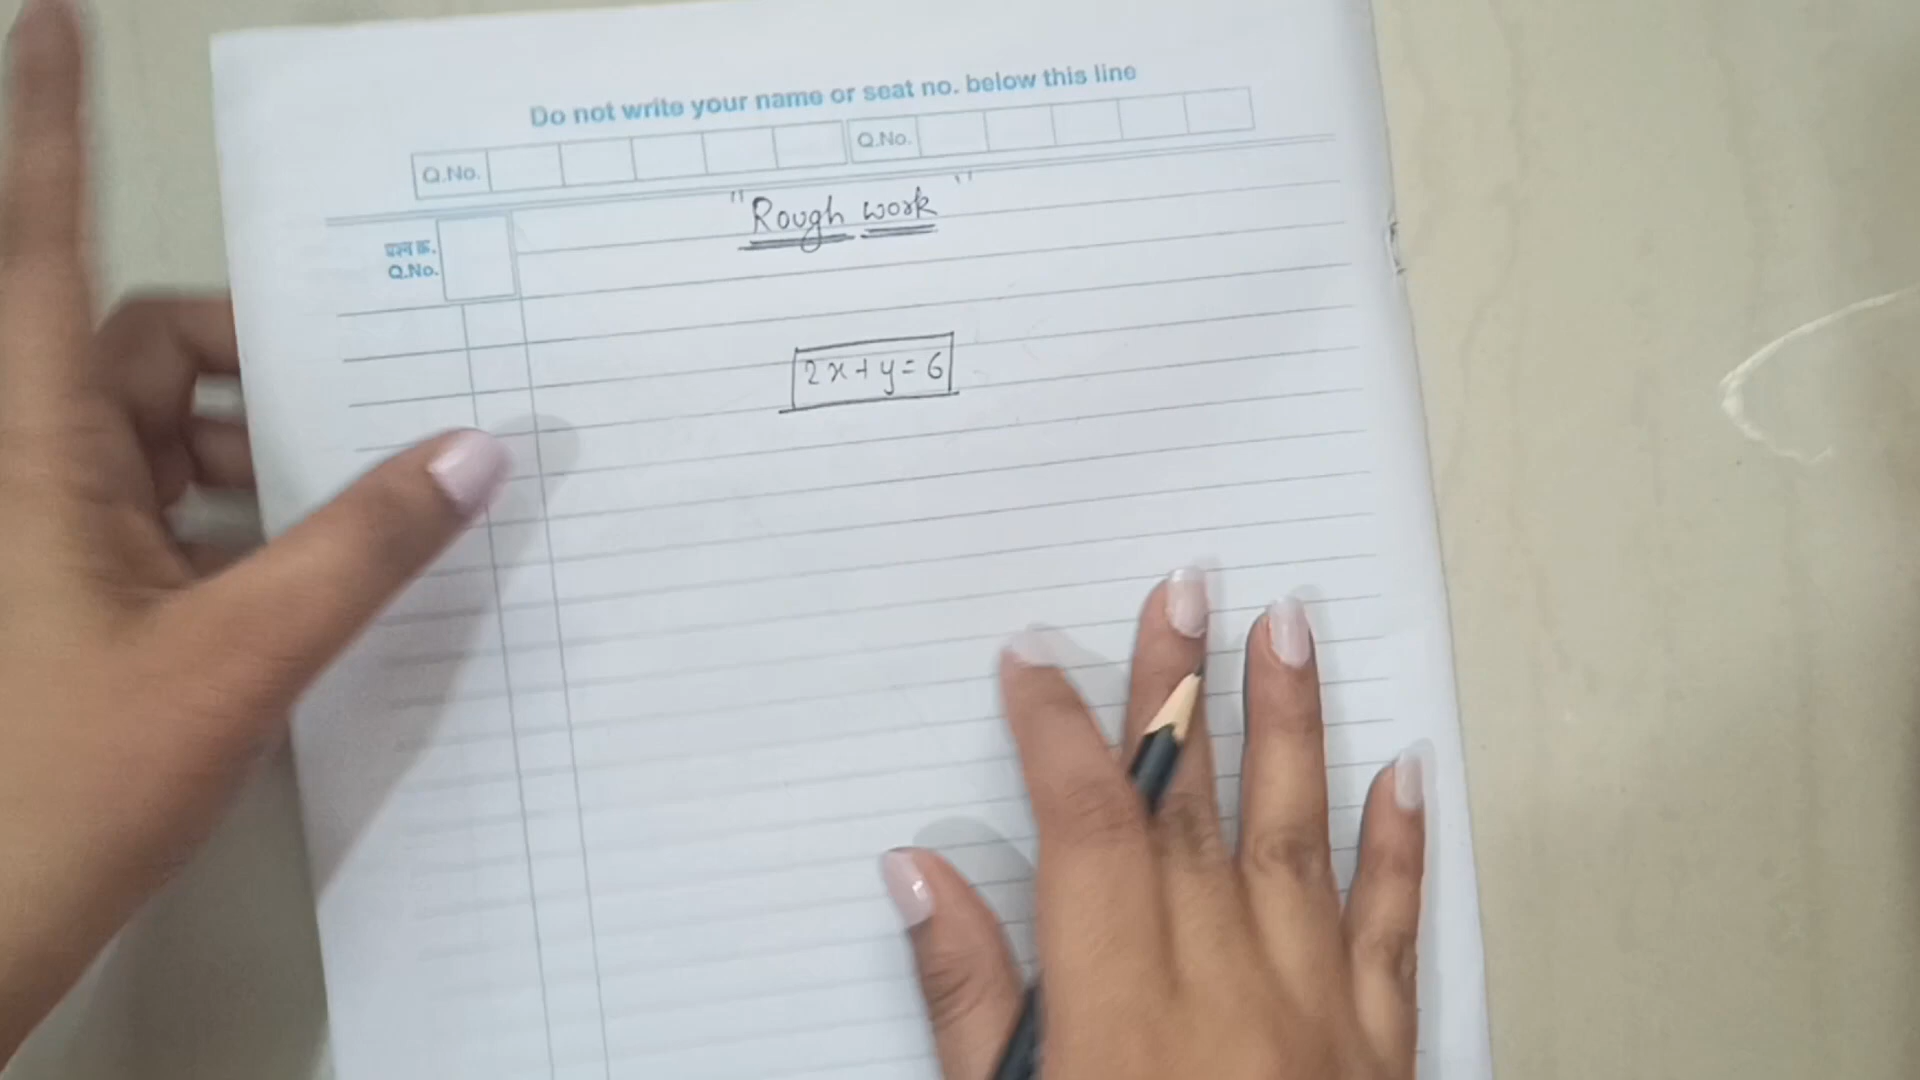 Do not write your name or seat no. below this line
Q.No. Q.No.
"Rough work"
प्रश्न क्र.
Q.No.
2x+y=6